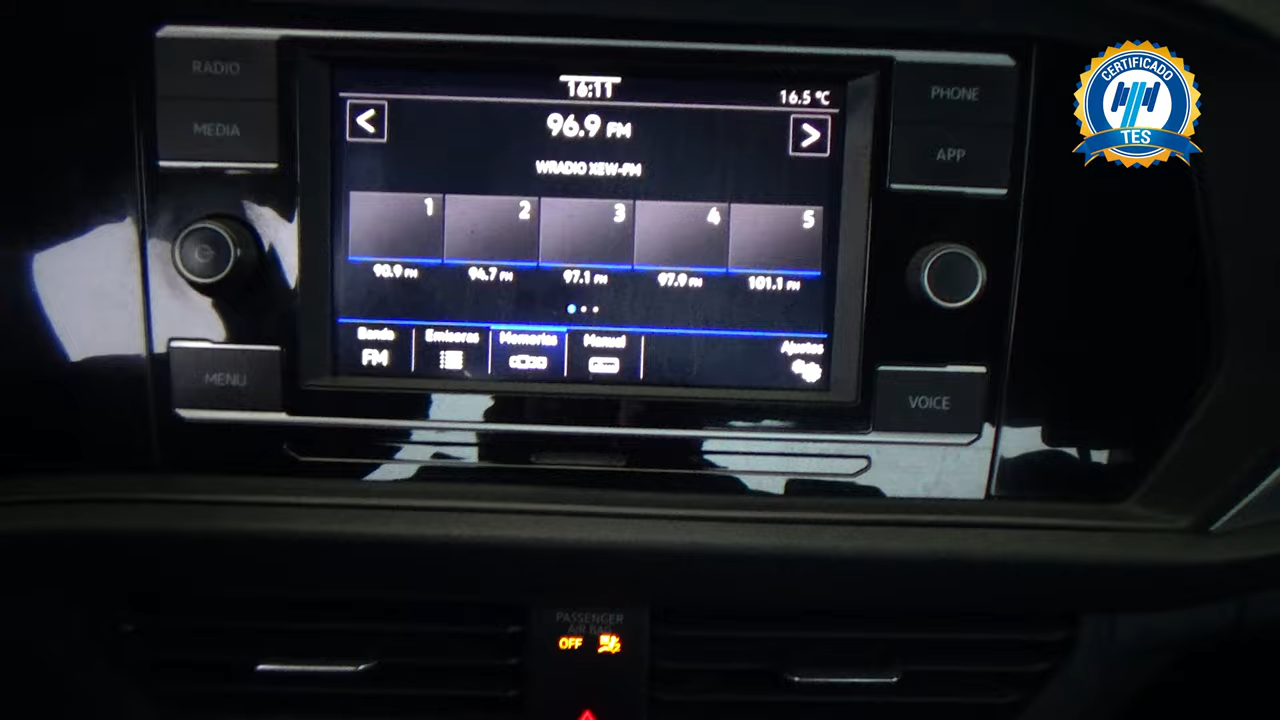 RADIO
MEDIA
MENU
16:11
16.5 °C
<
96.9 FM
>
WRADIO XEW-FM
1 2 3 4 5
90.9 FM 94.7 FM 97.1 FM 97.9 FM 101.1 FM
Banda Emisoras Memorias Manual Ajustes
FM
PHONE
APP
VOICE
PASSENGER
AIR BAG
OFF
CERTIFICADO
TES